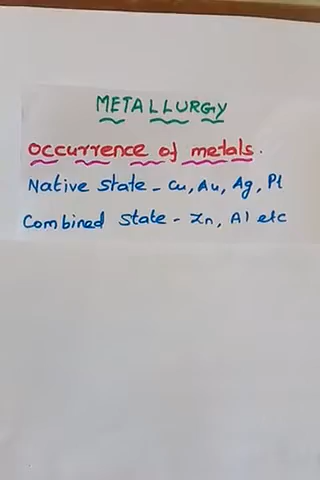 METALLURGY
Occurrence of metals.
Native State - Cu, Au, Ag, Pt
Combined State - Zn, Al etc